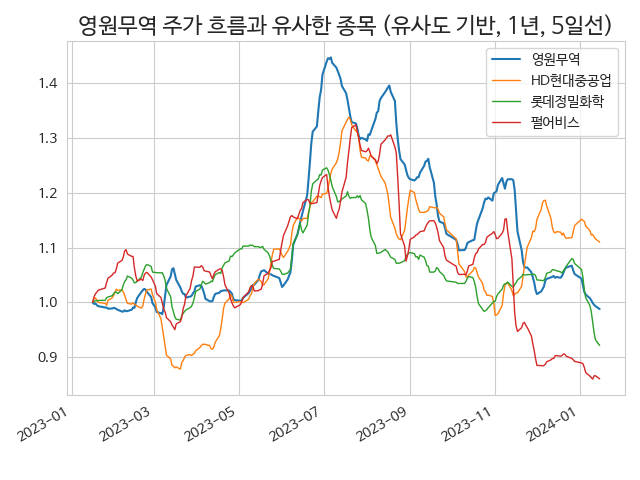 영원무역 주가 흐름과 유사한 종목 (유사도 기반, 1년, 5일선)
영원무역
HD현대중공업
롯데정밀화학
펄어비스
1.4
1.3
1.2
1.1
1.0
0.9
2023-01
2023-03
2023-05
2023-07
2023-09
2023-11
2024-01